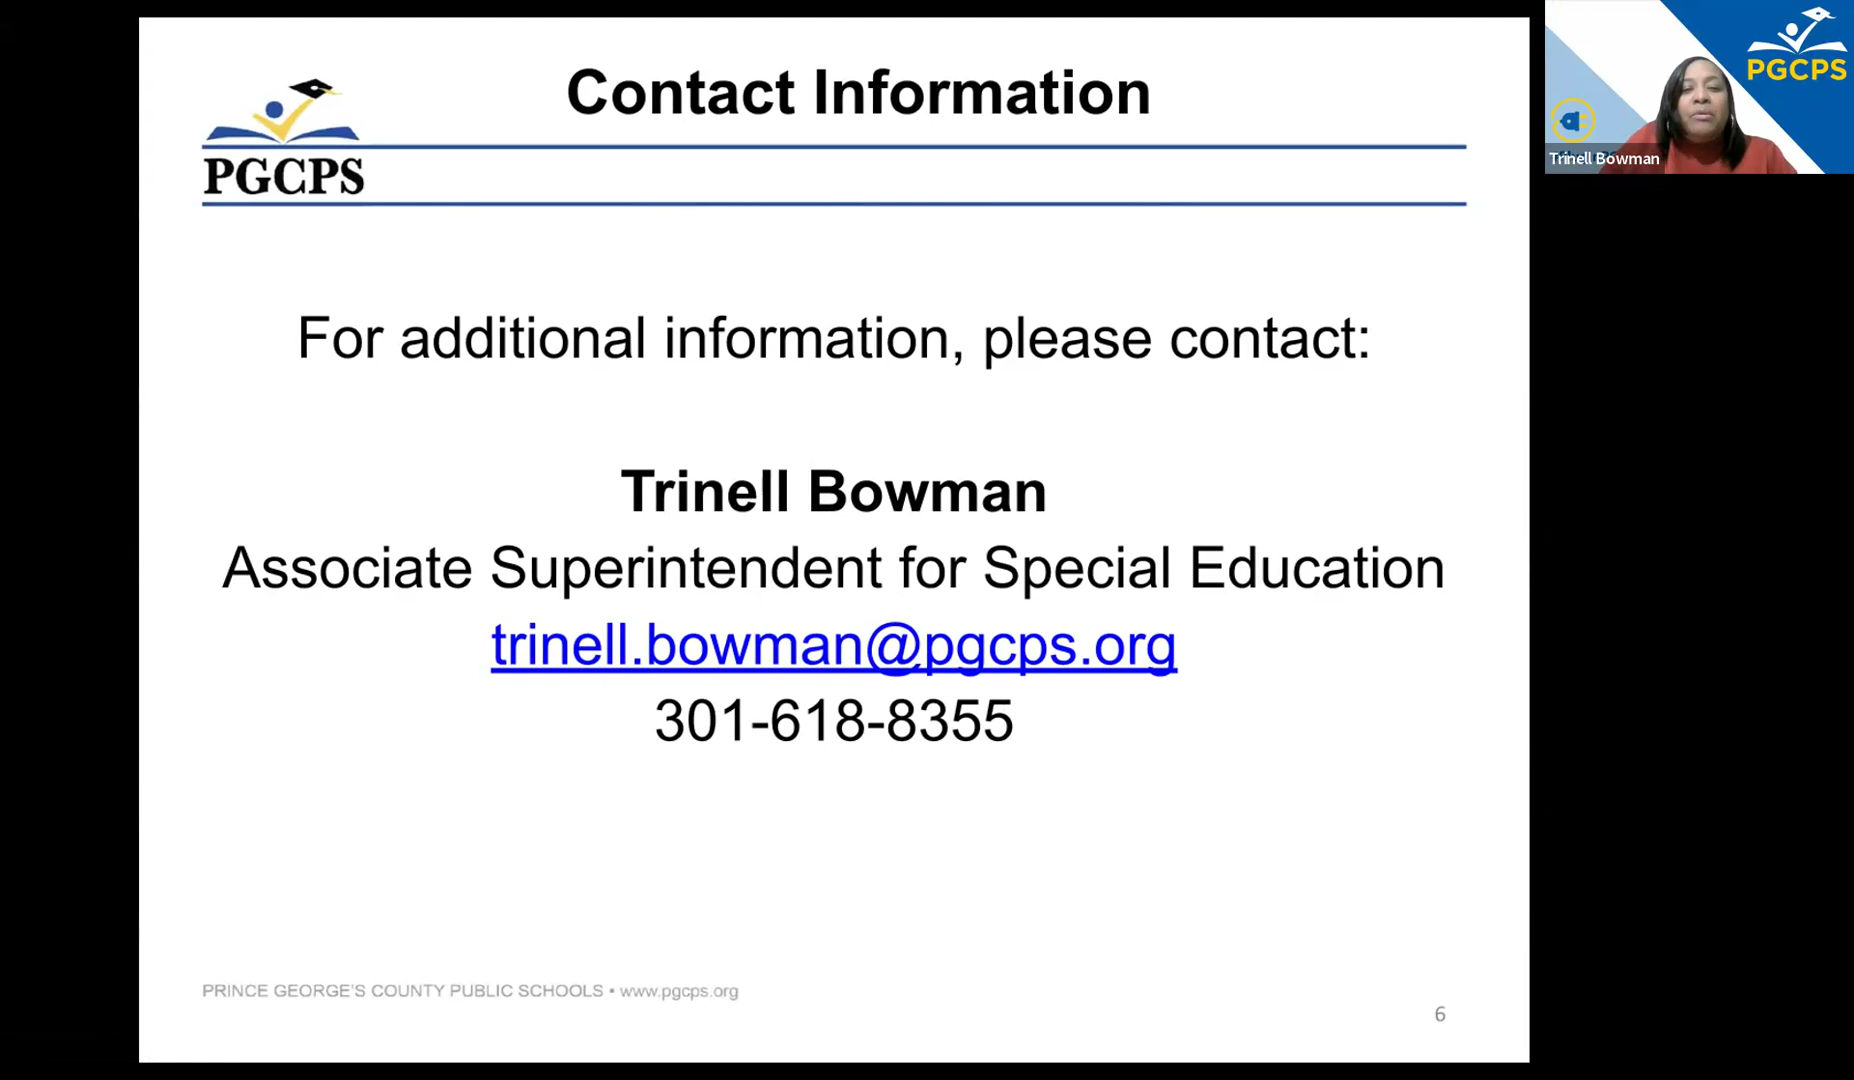 Contact Information
PGCPS
For additional information, please contact:
Trinell Bowman
Associate Superintendent for Special Education
trinell.bowman@pgcps.org
301-618-8355
PRINCE GEORGE'S COUNTY PUBLIC SCHOOLS • www.pgcps.org
6
PGCPS
Trinell Bowman